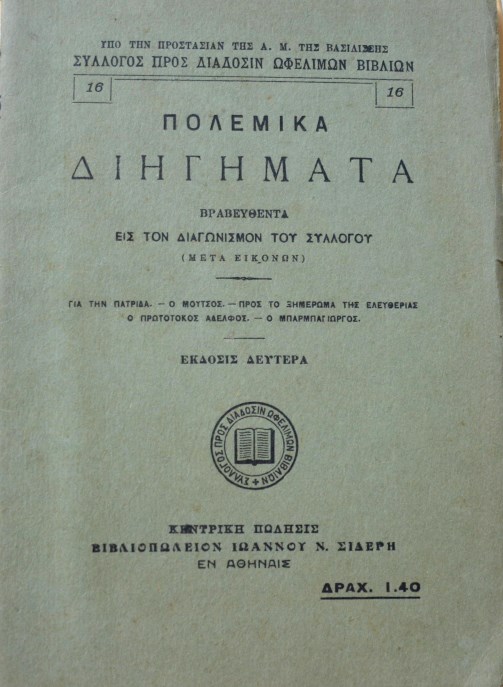 ΥΠΟ ΤΗΝ ΠΡΟΣΤΑΣΙΑΝ ΤΗΣ Α. Μ. ΤΗΣ ΒΑΣΙΛΙΣΣΗΣ
ΣΥΛΛΟΓΟΣ ΠΡΟΣ ΔΙΑΔΟΣΙΝ ΩΦΕΛΙΜΩΝ ΒΙΒΛΙΩΝ
16 16
ΠΟΛΕΜΙΚΑ
ΔΙΗΓΗΜΑΤΑ
ΒΡΑΒΕΥΘΕΝΤΑ
ΕΙΣ ΤΟΝ ΔΙΑΓΩΝΙΣΜΟΝ ΤΟΥ ΣΥΛΛΟΓΟΥ
(ΜΕΤΑ ΕΙΚΟΝΩΝ)
ΓΙΑ ΤΗΝ ΠΑΤΡΙΔΑ. — Ο ΜΟΥΤΣΟΣ. — ΠΡΟΣ ΤΟ ΞΗΜΕΡΩΜΑ ΤΗΣ ΕΛΕΥΘΕΡΙΑΣ
Ο ΠΡΩΤΟΤΟΚΟΣ ΑΔΕΛΦΟΣ. — Ο ΜΠΑΡΜΠΑΓΙΩΡΓΟΣ.
ΕΚΔΟΣΙΣ ΔΕΥΤΕΡΑ
ΣΥΛΛΟΓΟΣ ΠΡΟΣ ΔΙΑΔΟΣΙΝ ΩΦΕΛΙΜΩΝ ΒΙΒΛΙΩΝ +
ΚΕΝΤΡΙΚΗ ΠΩΛΗΣΙΣ
ΒΙΒΛΙΟΠΩΛΕΙΟΝ ΙΩΑΝΝΟΥ Ν. ΣΙΔΕΡΗ
ΕΝ ΑΘΗΝΑΙΣ
ΔΡΑΧ. 1.40